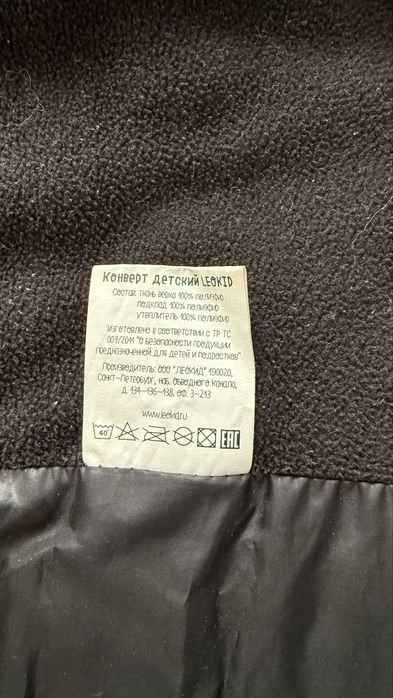 Конверт детский LEOKID
Состав: ткань верха 100% полиэфир
подклад 100% полиэфир
утеплитель 100% полиэфир
Изготовлено в соответствии с ТР ТС
007/2011 "О безопасности продукции
предназначенной для детей и подростков"
Производитель: ООО "ЛЕОКИД", 190020,
Санкт-Петербург, наб. Обводного Канала,
д. 134-136-138, оф. 3-213
www.leokid.ru
40 EAC